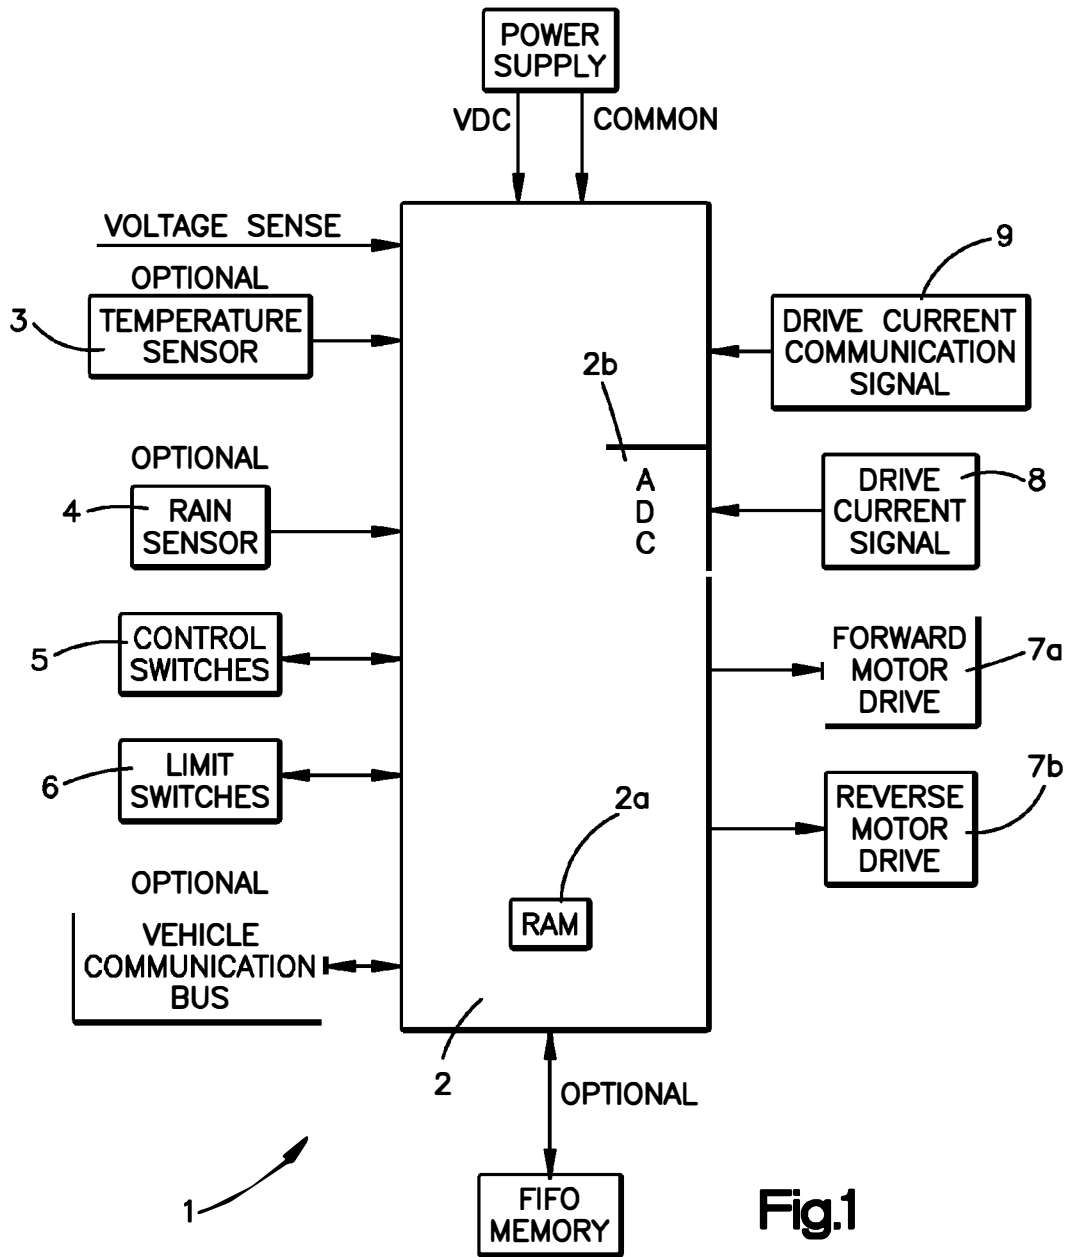 POWER
SUPPLY
VDC
COMMON
VOLTAGE SENSE
OPTIONAL
3
TEMPERATURE
SENSOR
9
DRIVE CURRENT
COMMUNICATION
SIGNAL
2b
OPTIONAL
4
RAIN
SENSOR
A
D
C
DRIVE
CURRENT
SIGNAL
8
5
CONTROL
SWITCHES
FORWARD
MOTOR
DRIVE
7a
6
LIMIT
SWITCHES
2a
REVERSE
MOTOR
DRIVE
7b
OPTIONAL
VEHICLE
COMMUNICATION
BUS
RAM
2
OPTIONAL
1
FIFO
MEMORY
Fig.1